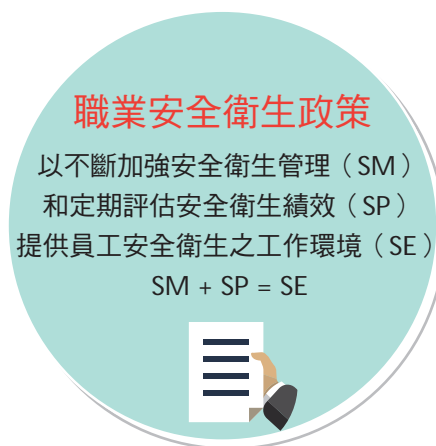 職業安全衛生政策
以不斷加強安全衛生管理（SM）
和定期評估安全衛生績效（SP）
提供員工安全衛生之工作環境（SE）
SM + SP = SE